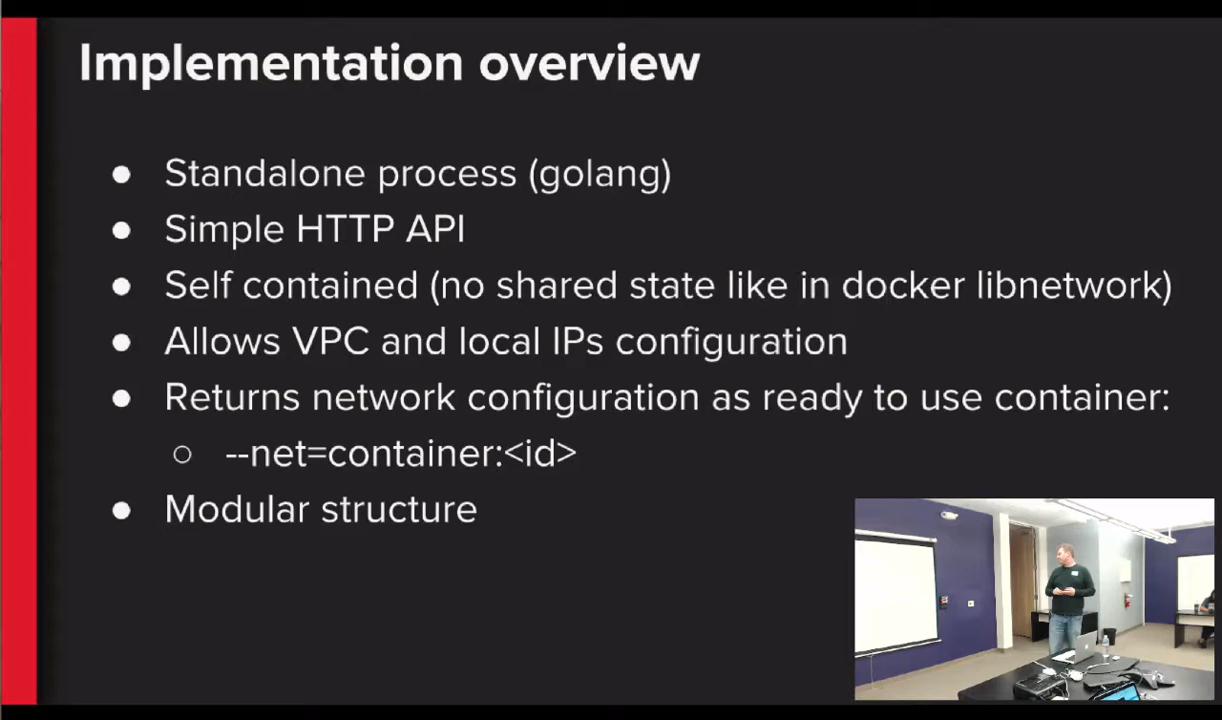 Implementation overview
● Standalone process (golang)
● Simple HTTP API
● Self contained (no shared state like in docker libnetwork)
● Allows VPC and local IPs configuration
● Returns network configuration as ready to use container:
○ --net=container:<id>
● Modular structure